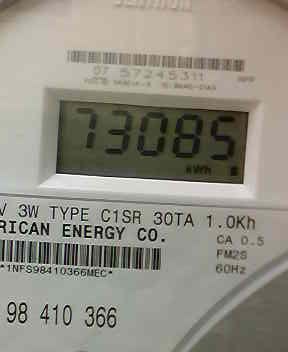 CENTRON
07 57245311
73085
kWh
V 3W TYPE C1SR 30TA 1.0Kh
RICAN ENERGY CO.
CA 0.5
FM2S
60Hz
*1NFS98410366MEC*
98 410 366